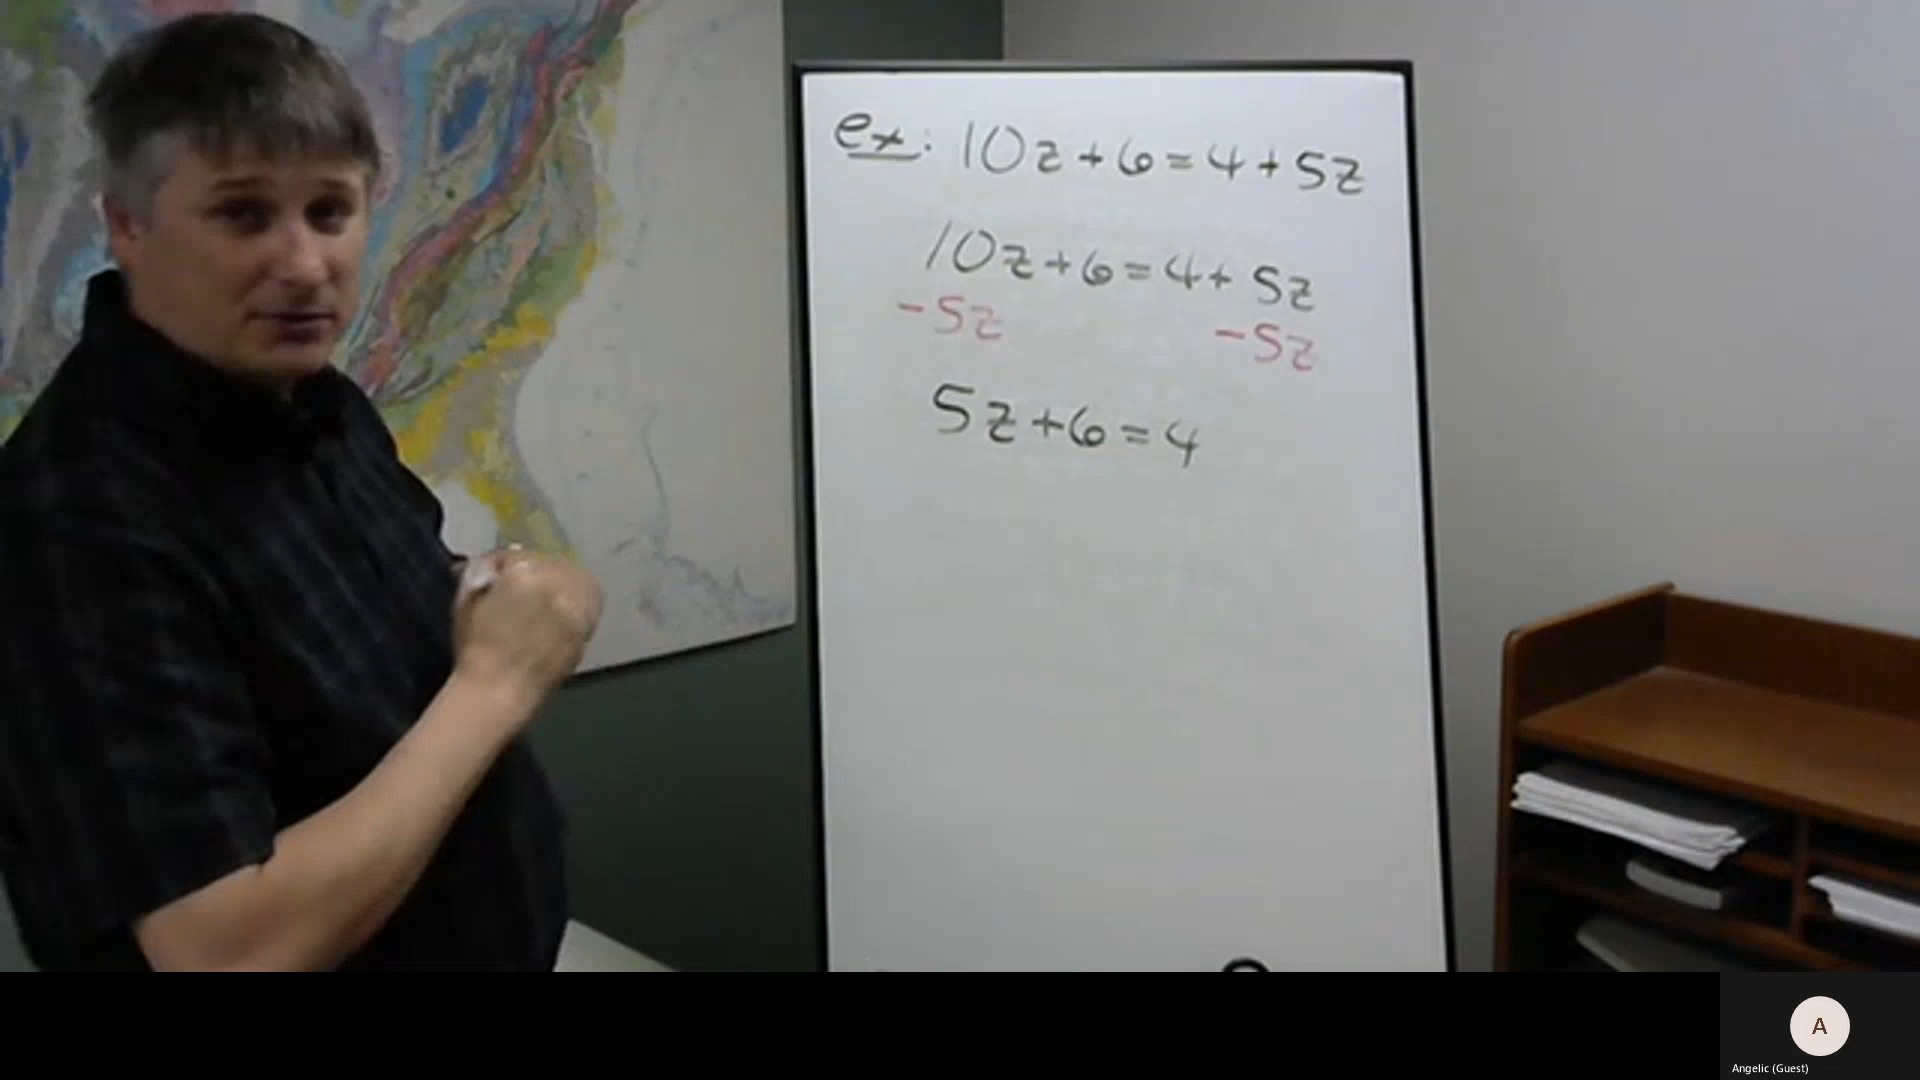 ex: 10z+6=4+5z
10z+6=4+5z
-5z -5z
5z+6=4
A
Angelic (Guest)